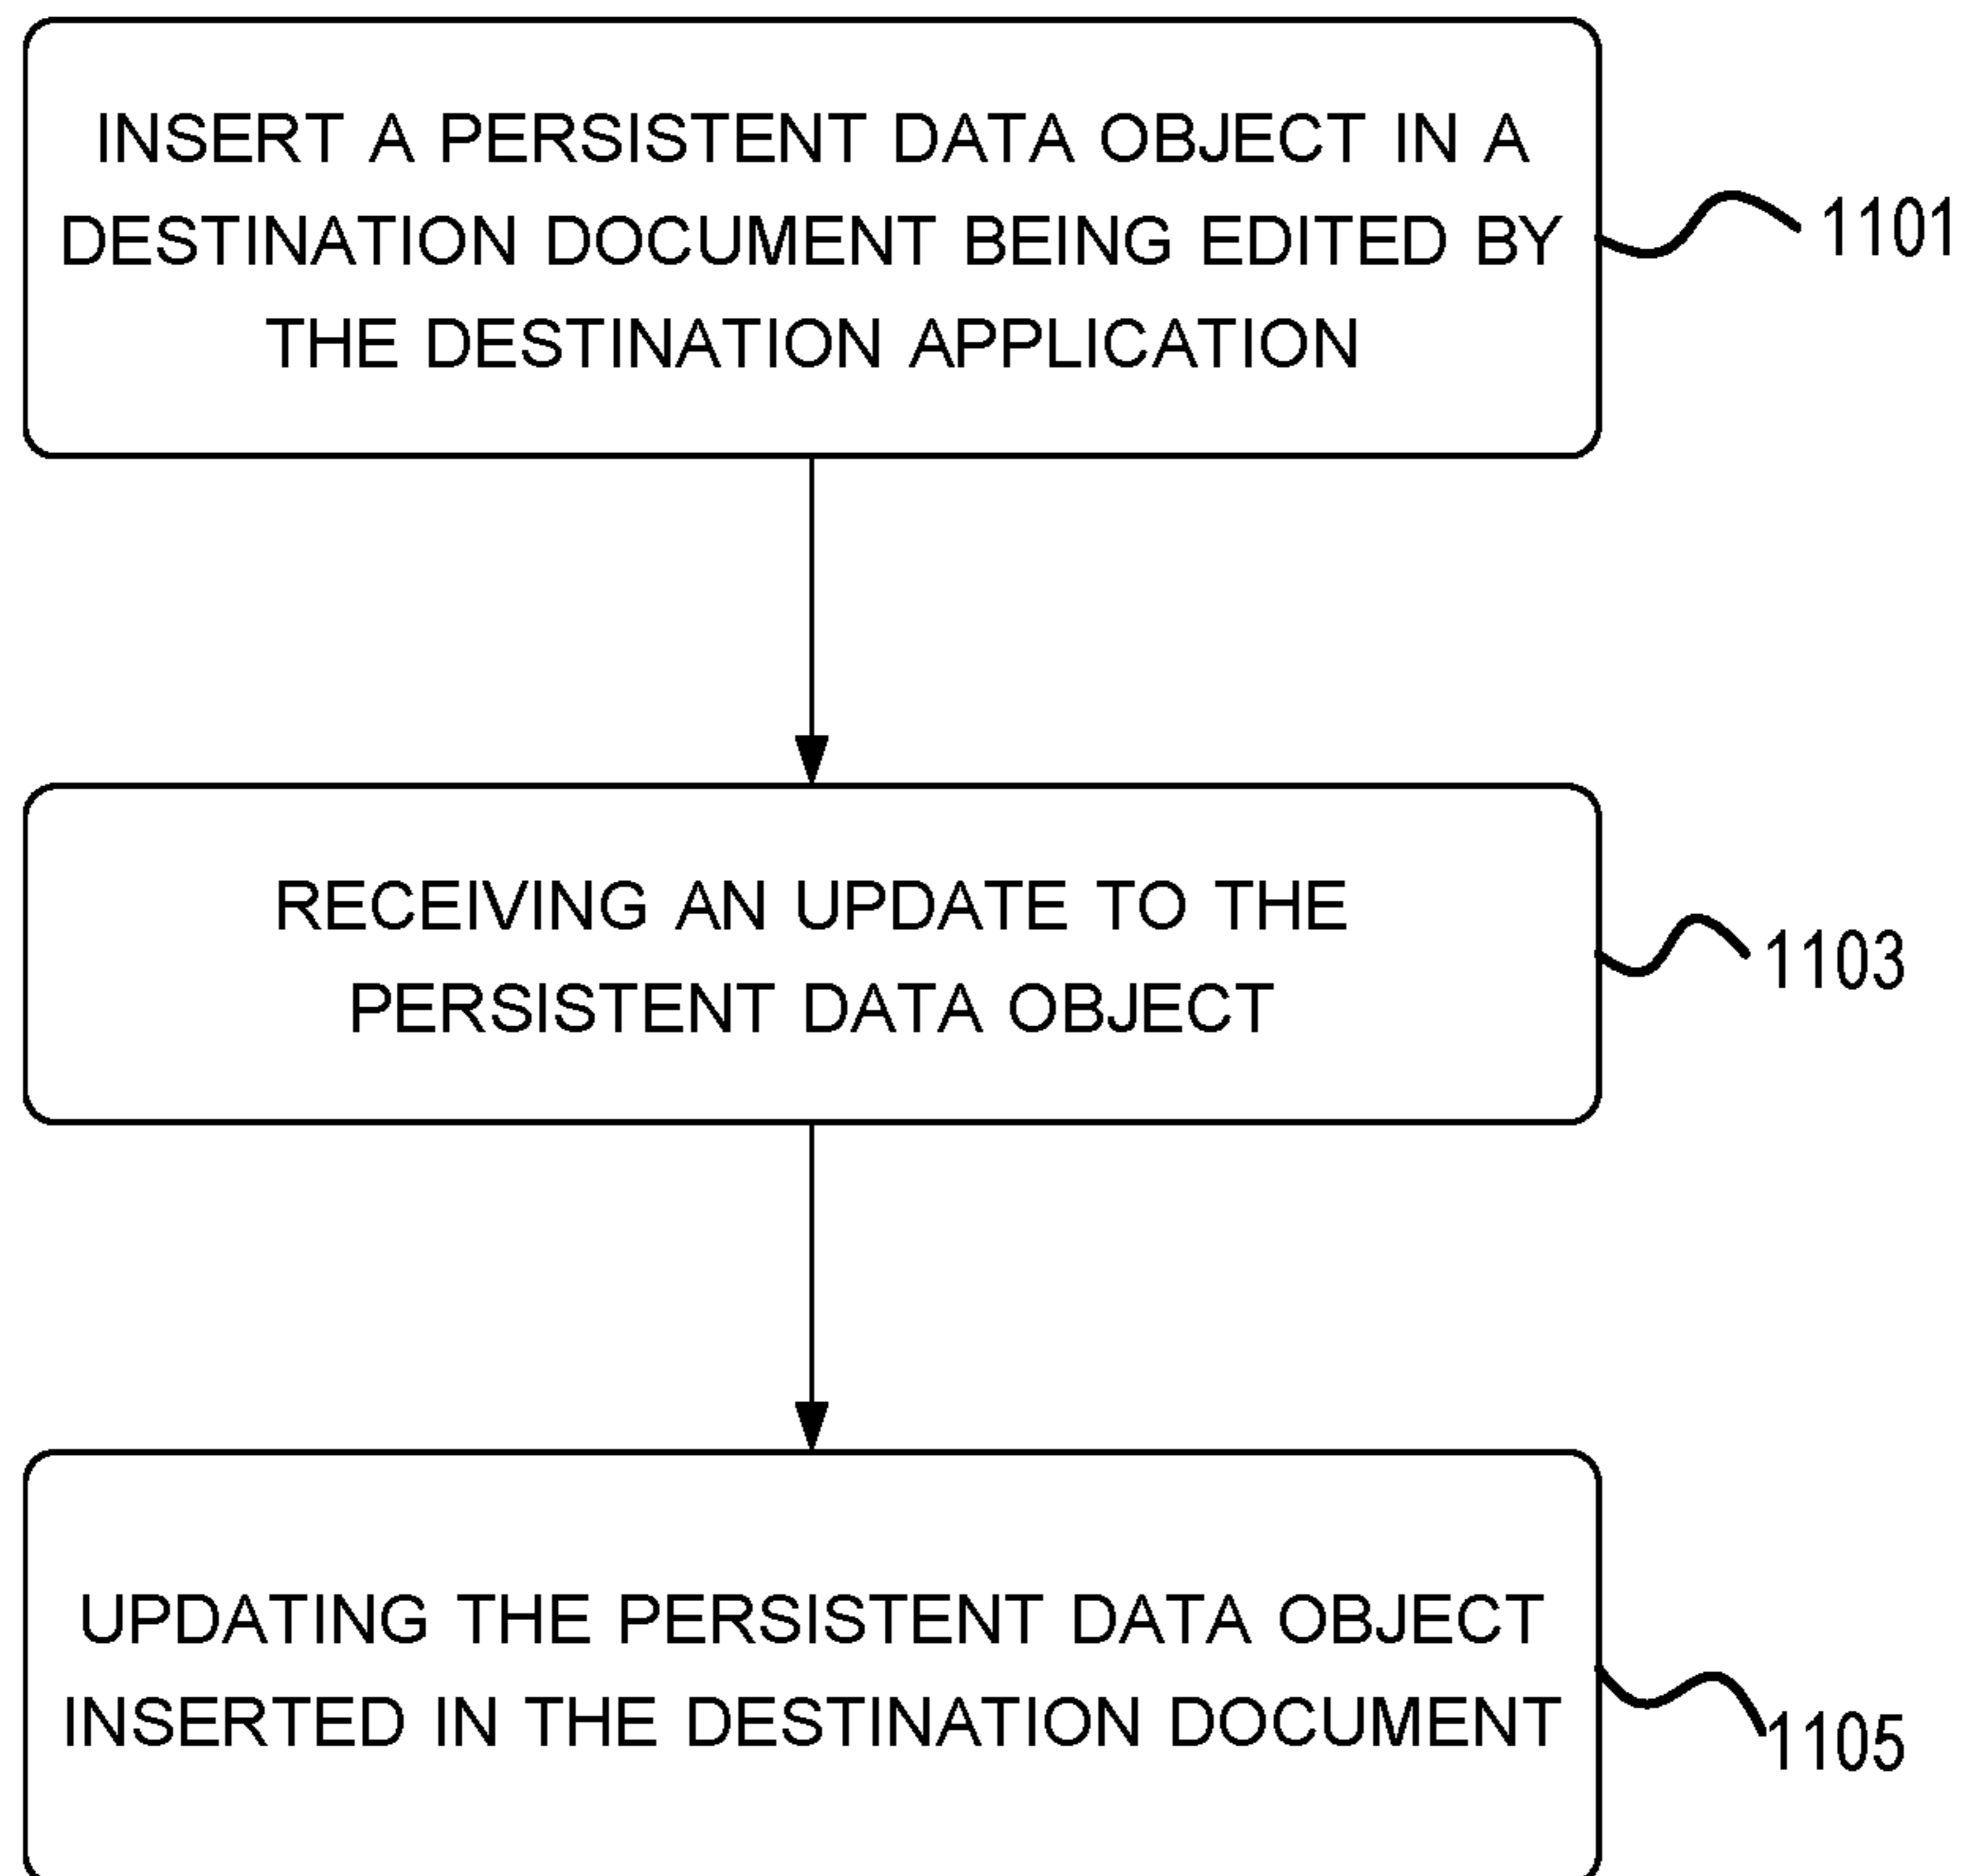 INSERT A PERSISTENT DATA OBJECT IN A
DESTINATION DOCUMENT BEING EDITED BY
THE DESTINATION APPLICATION
1101
RECEIVING AN UPDATE TO THE
PERSISTENT DATA OBJECT
1103
UPDATING THE PERSISTENT DATA OBJECT
INSERTED IN THE DESTINATION DOCUMENT
1105